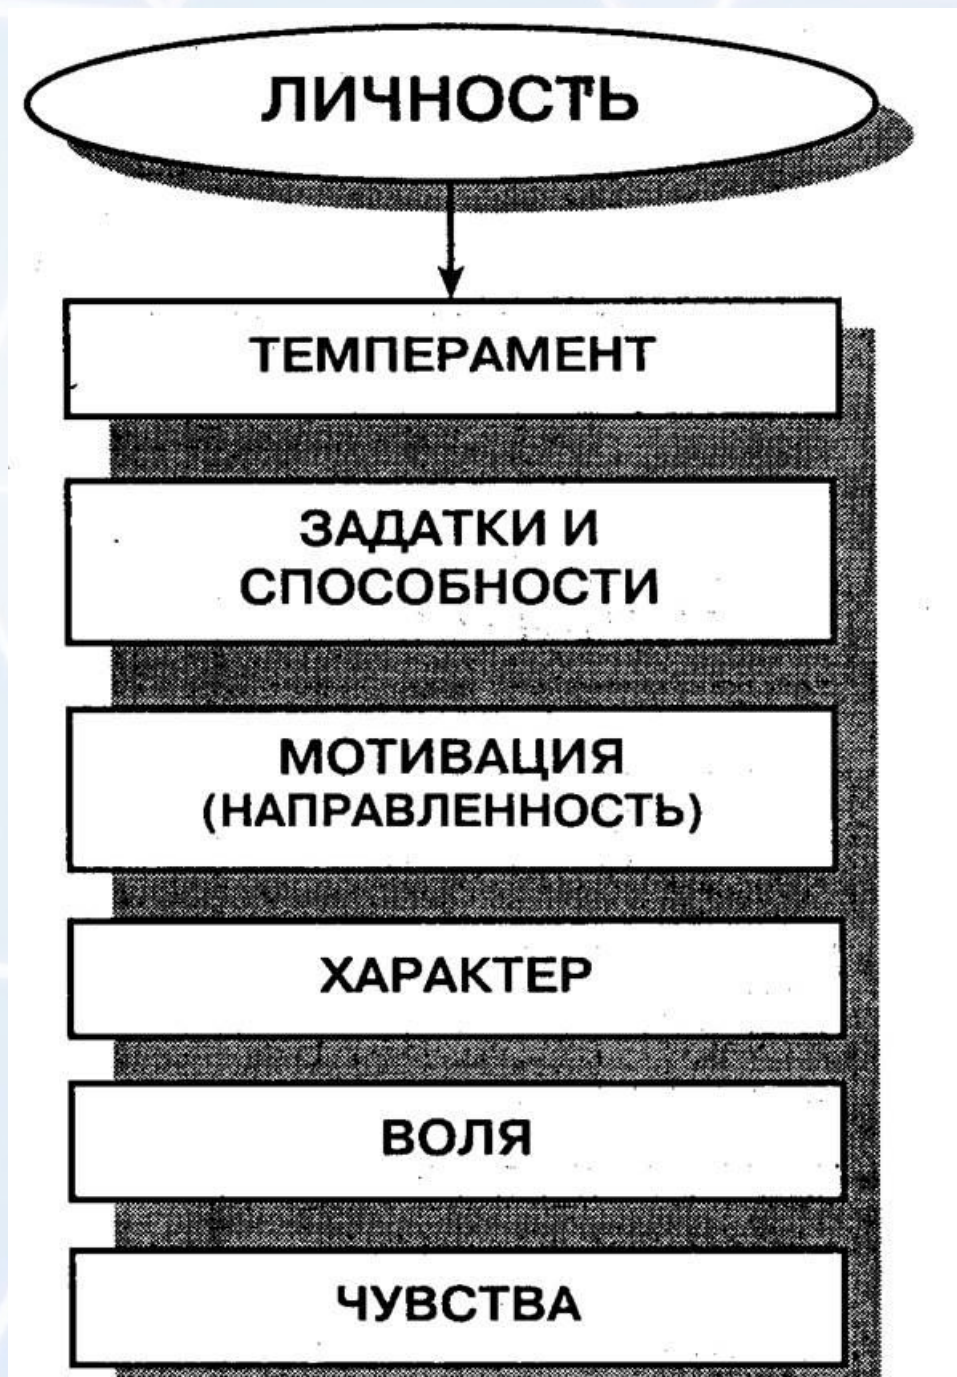 ЛИЧНОСТЬ
ТЕМПЕРАМЕНТ
ЗАДАТКИ И
СПОСОБНОСТИ
МОТИВАЦИЯ
(НАПРАВЛЕННОСТЬ)
ХАРАКТЕР
ВОЛЯ
ЧУВСТВА